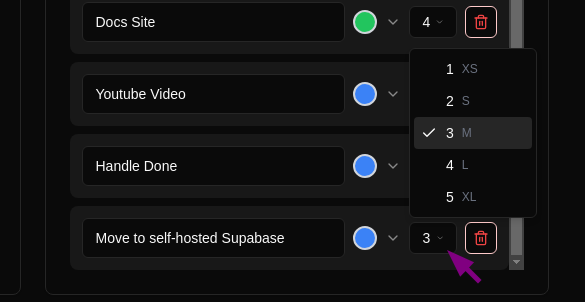 Docs Site 4
1 XS
Youtube Video
2 S
3 M
Handle Done
4 L
5 XL
Move to self-hosted Supabase 3